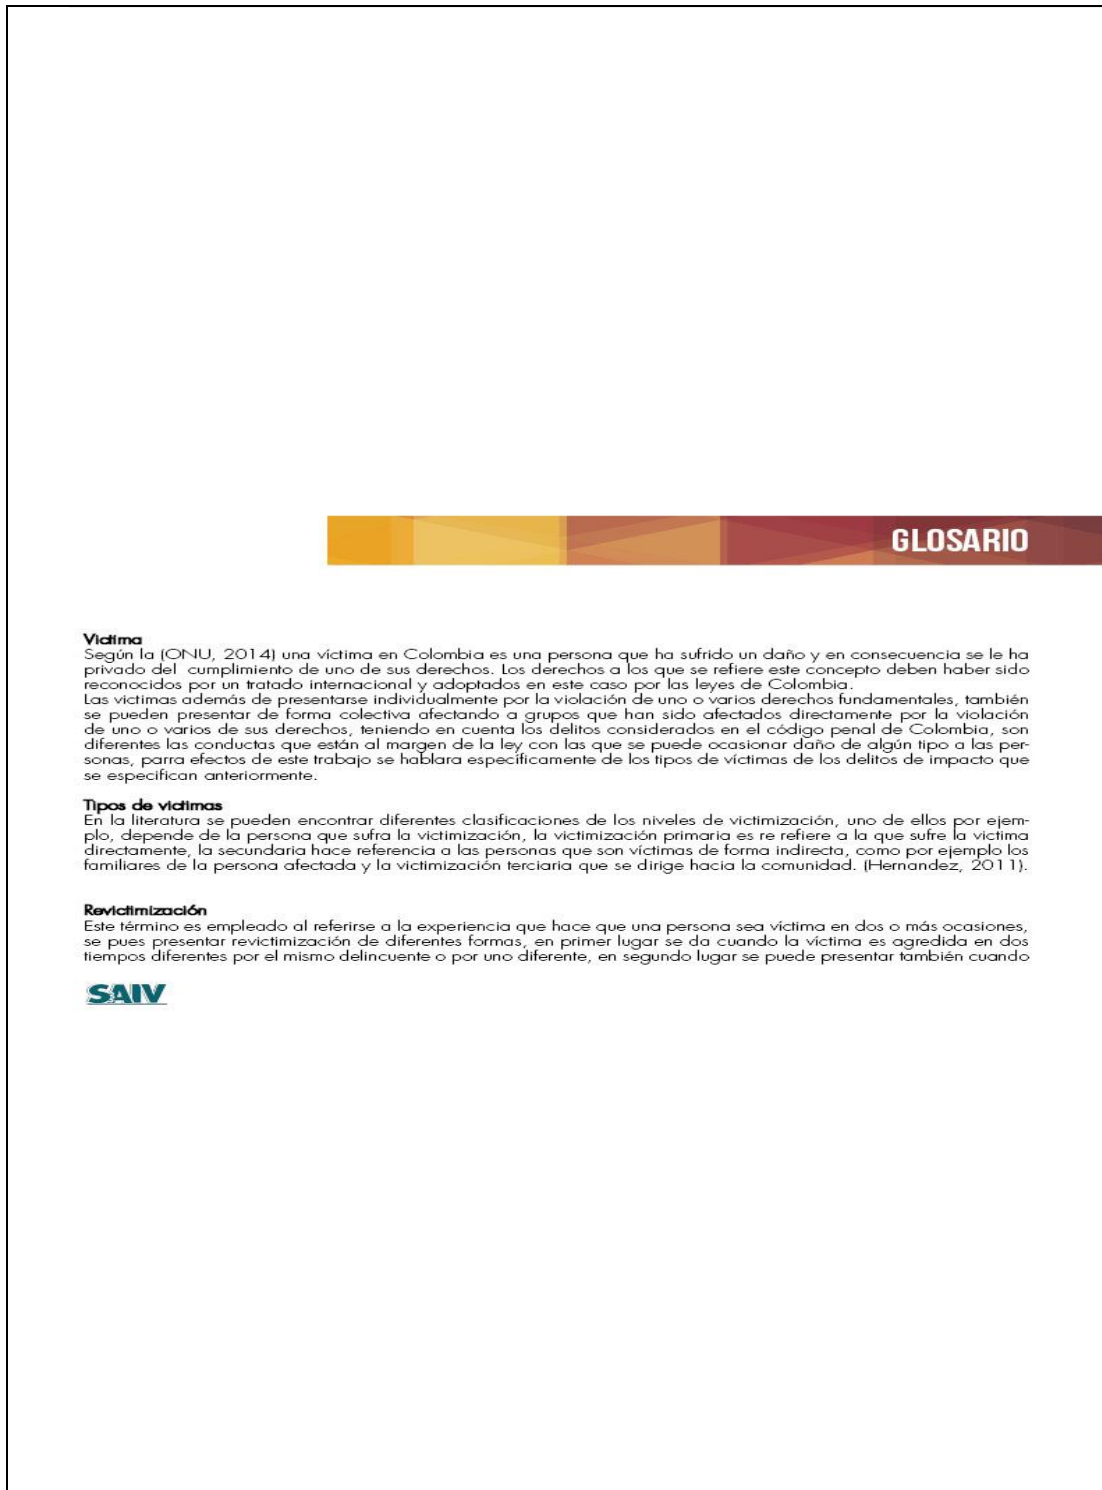 GLOSARIO
Victima
Según la (ONU, 2014) una víctima en Colombia es una persona que ha sufrido un daño y en consecuencia se le ha
privado del  cumplimiento de uno de sus derechos. Los derechos a los que se refiere este concepto deben haber sido
reconocidos por un tratado internacional y adoptados en este caso por las leyes de Colombia.
Las victimas además de presentarse individualmente por la violación de uno o varios derechos fundamentales, también
se pueden presentar de forma colectiva afectando a grupos que han sido afectados directamente por la violación
de uno o varios de sus derechos, teniendo en cuenta los delitos considerados en el código penal de Colombia, son
diferentes las conductas que están al margen de la ley con las que se puede ocasionar daño de algún tipo a las per-
sonas, parra efectos de este trabajo se hablara específicamente de los tipos de víctimas de los delitos de impacto que
se especifican anteriormente.
Tipos de victimas
En la literatura se pueden encontrar diferentes clasificaciones de los niveles de victimización, uno de ellos por ejem-
plo, depende de la persona que sufra la victimización, la victimización primaria es re refiere a la que sufre la victima
directamente, la secundaria hace referencia a las personas que son víctimas de forma indirecta, como por ejemplo los
familiares de la persona afectada y la victimización terciaria que se dirige hacia la comunidad. (Hernandez, 2011).
Revictimización
Este término es empleado al referirse a la experiencia que hace que una persona sea víctima en dos o más ocasiones,
se pues presentar revictimización de diferentes formas, en primer lugar se da cuando la víctima es agredida en dos
tiempos diferentes por el mismo delincuente o por uno diferente, en segundo lugar se puede presentar también cuando
SAIV